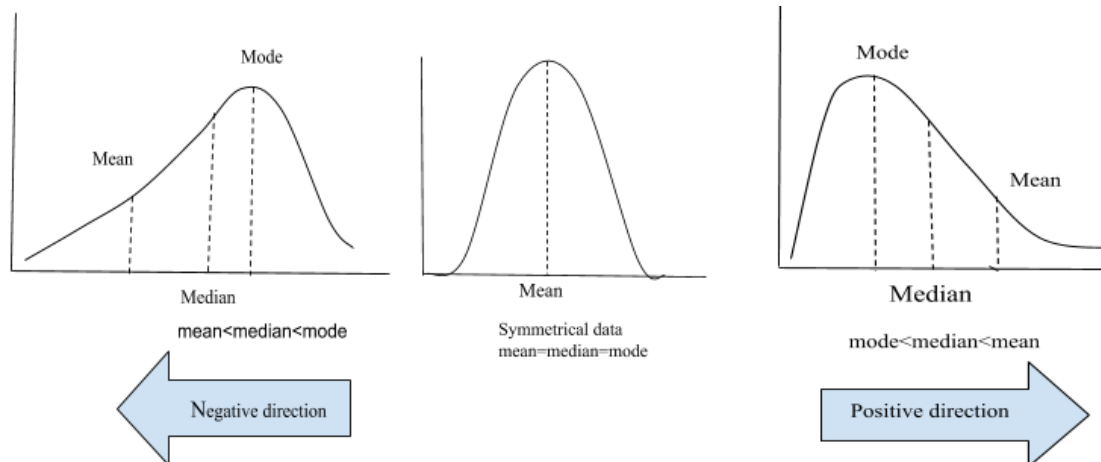 Mode
Mean
Median
mean<median<mode
Negative direction
Mean
Symmetrical data
mean=median=mode
Mode
Mean
Median
mode<median<mean
Positive direction